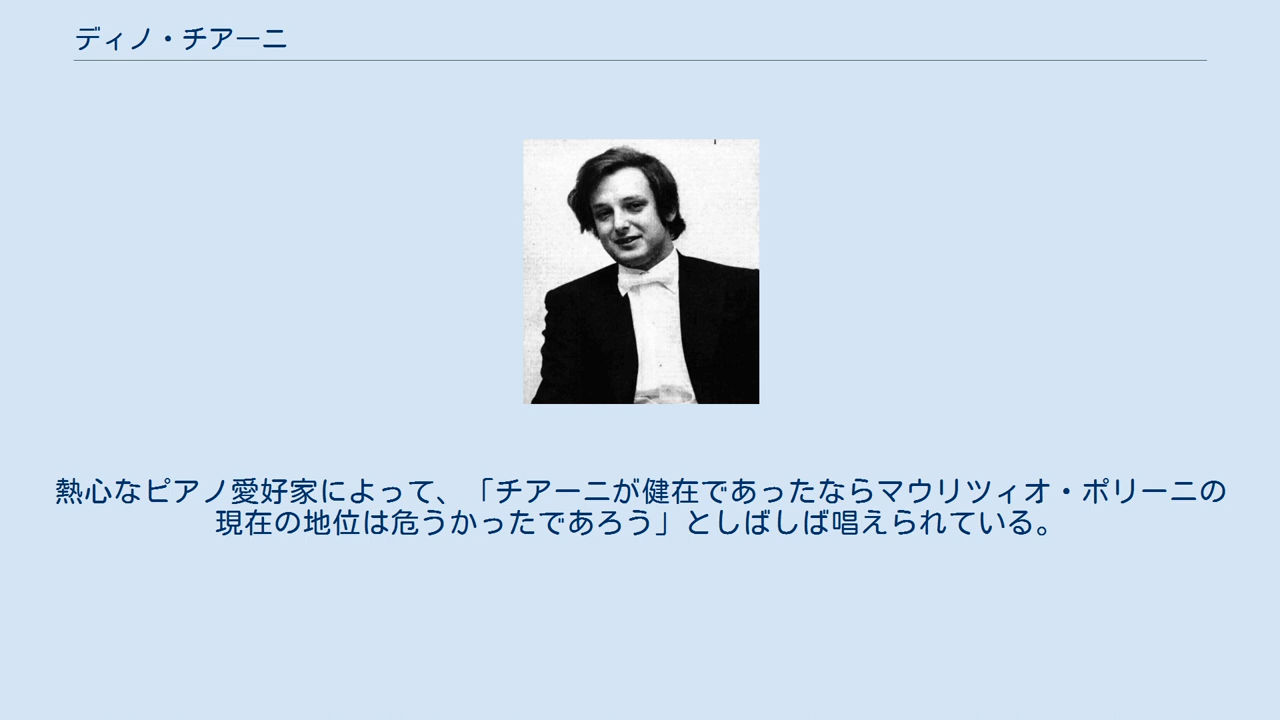 ディノ・チアーニ
熱心なピアノ愛好家によって、「チアーニが健在であったならマウリツィオ・ポリーニの
現在の地位は危うかったであろう」としばしば唱えられている。